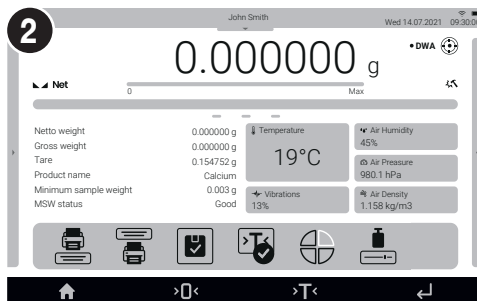 2
John Smith
Wed 14.07.2021 09:30:00
0.000000 g
• DWA
Net
0
Max
Netto weight 0.000000 g
Gross weight 0.000000 g
Tare 0.154752 g
Product name Calcium
Minimum sample weight 0.003 g
MSW status Good
Temperature
19°C
Vibrations
13%
Air Humidity
45%
Air Preasure
980.1 hPa
Air Density
1.158 kg/m3
>T<
>0<
>T<